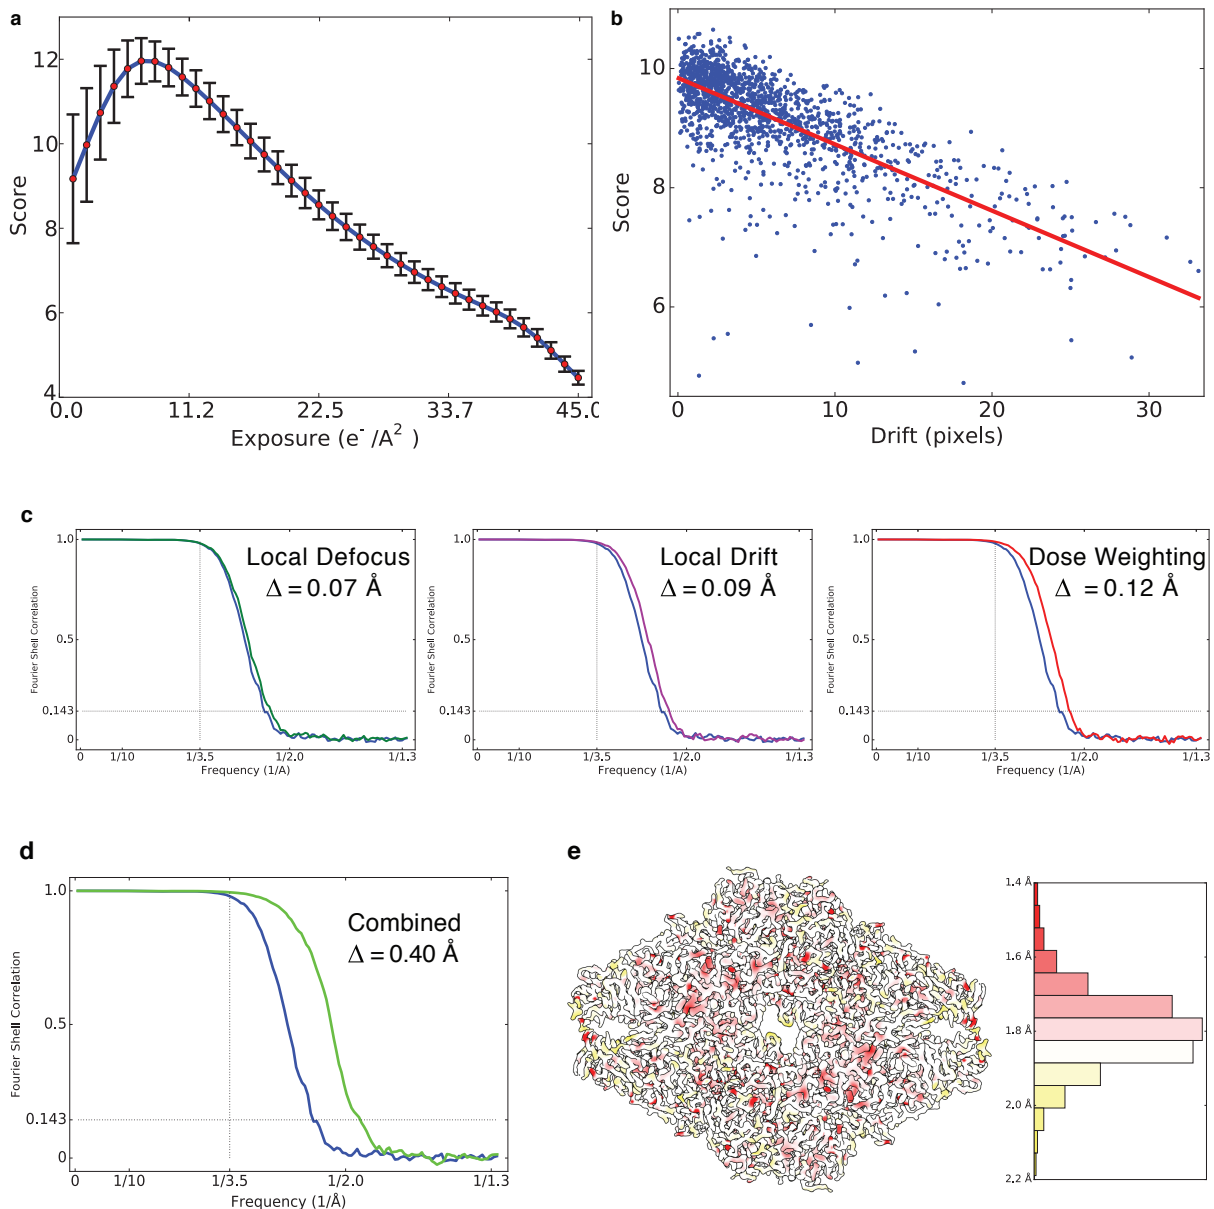 a
Score
12
10
8
6
4
0.0 11.2 22.5 33.7 45.0
Exposure (e⁻/A²)
b
Score
10
8
6
0 10 20 30
Drift (pixels)
c
Fourier Shell Correlation
1.0
0.5
0.143
0
Local Defocus
Δ = 0.07 Å
0 1/10 1/3.5 1/2.0 1/1.3
Frequency (1/A)
Fourier Shell Correlation
1.0
0.5
0.143
0
Local Drift
Δ = 0.09 Å
0 1/10 1/3.5 1/2.0 1/1.3
Frequency (1/A)
Fourier Shell Correlation
1.0
0.5
0.143
0
Dose Weighting
Δ = 0.12 Å
0 1/10 1/3.5 1/2.0 1/1.3
Frequency (1/A)
d
Fourier Shell Correlation
1.0
0.5
0.143
0
Combined
Δ = 0.40 Å
0 1/10 1/3.5 1/2.0 1/1.3
Frequency (1/Å)
e
1.4 Å
1.6 Å
1.8 Å
2.0 Å
2.2 Å